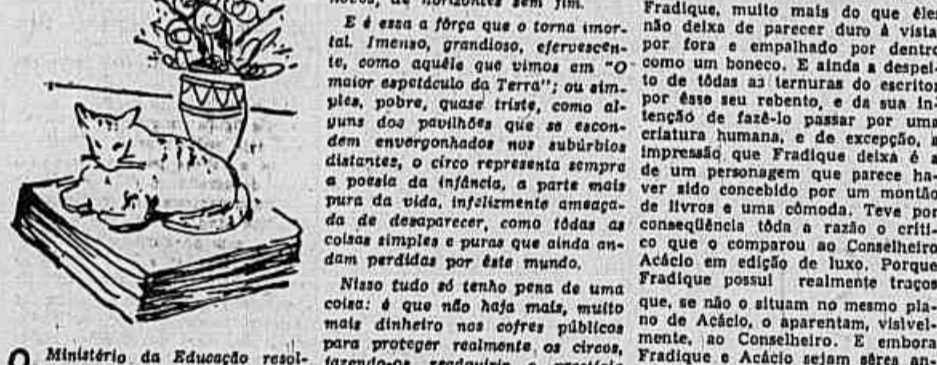 O Ministério da Educação resol-
novos, de horizontes sem fim.
E é essa a fôrça que o torna imor-
tal. Imenso, grandioso, efervescen-
te, como aquêle que vimos em "O
maior espetáculo da Terra"; ou sim-
ples, pobre, quase triste, como al-
guns dos pavilhões que se escon-
dem envergonhados nos subúrbios
distantes, o circo representa sempre
a poesia da infância, a parte mais
pura da vida, infelizmente ameaça-
da de desaparecer, como tôdas as
coisas simples e puras que ainda an-
dam perdidas por êste mundo.
Nisso tudo só tenho pena de uma
coisa: é que não haja mais, muito
mais dinheiro nos cofres públicos
para proteger realmente os circos,
fazendo-os readquirir o prestígio
Fradique, muito mais do que êle,
não deixa de parecer duro à vista
por fora e empalhado por dentro
como um boneco. E ainda a despei-
to de tôdas as ternuras do escritor
por êsse seu rebento, e da sua in-
tenção de fazê-lo passar por uma
criatura humana, e de excepção, a
impressão que Fradique deixa é a
de um personagem que parece ha-
ver sido concebido por um montão
de livros e uma cômoda. Teve por
conseqüência tôda a razão o críti-
co que o comparou ao Conselheiro
Acácio em edição de luxo. Porque
Fradique possui realmente traços
que, se não o situam no mesmo pla-
no de Acácio, o aparentam, visivel-
mente, ao Conselheiro. E embora
Fradique e Acácio sejam sêres an-